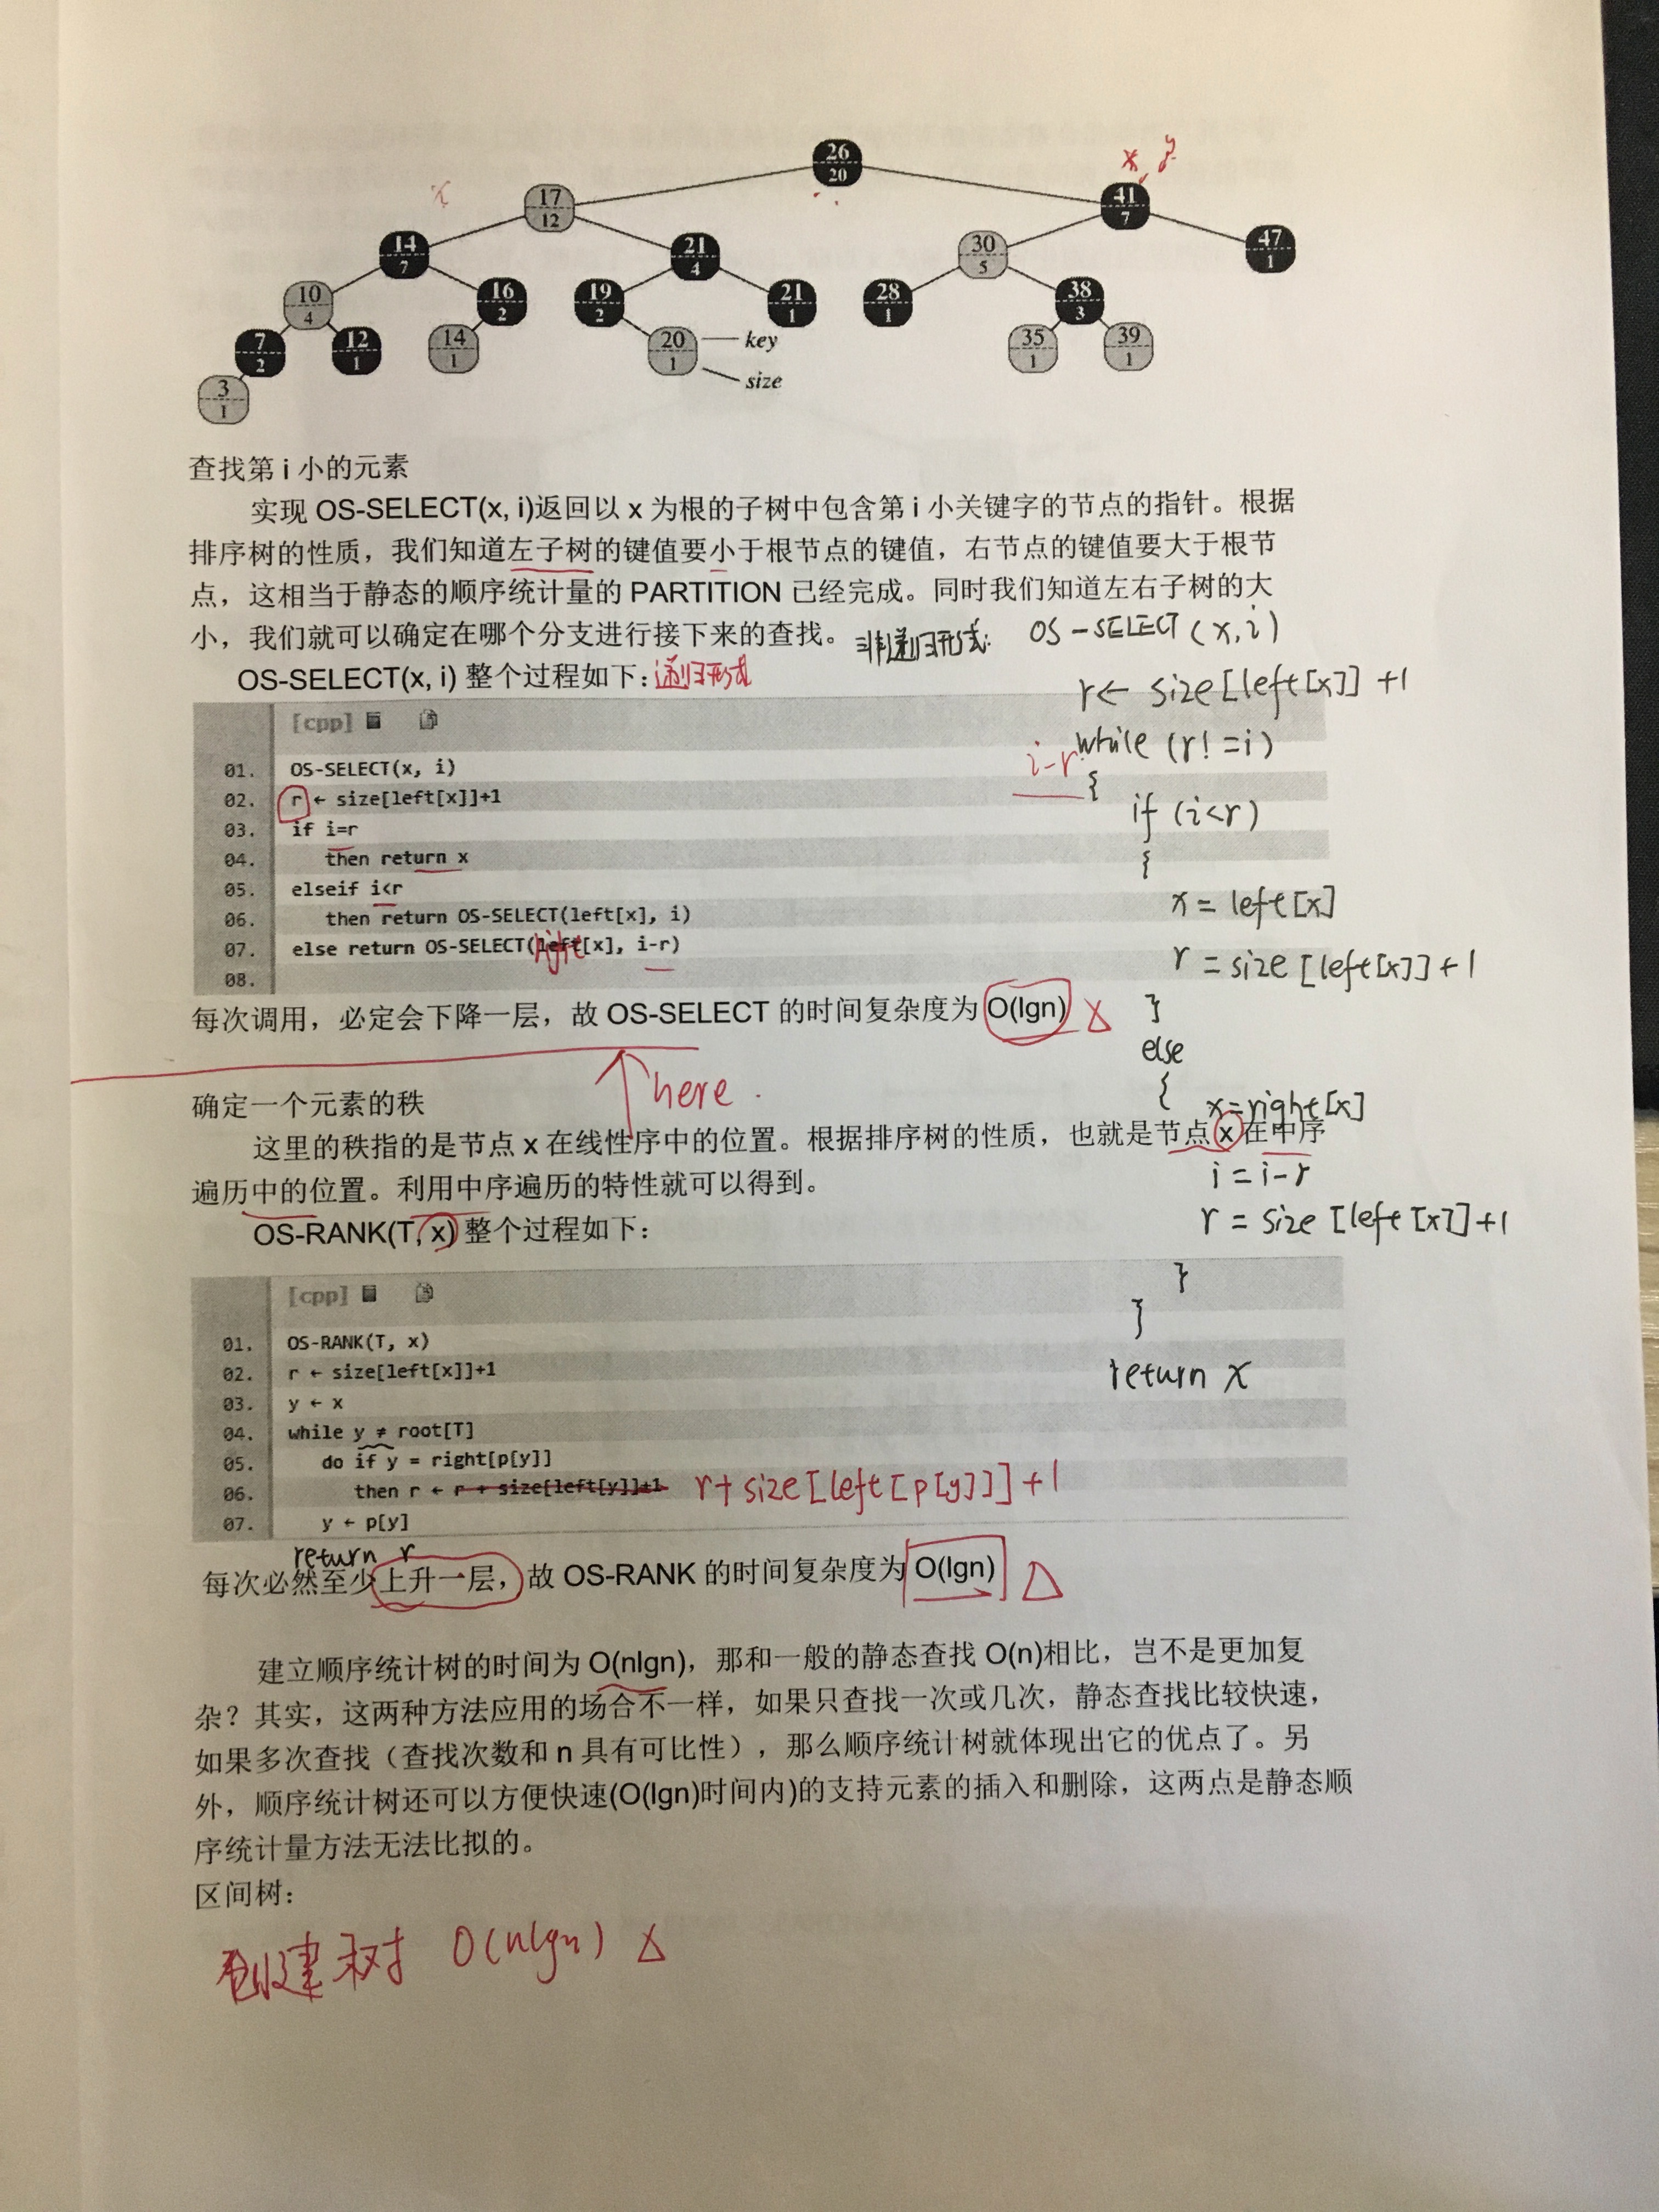 26
20
x y
x
17
12
41
7
14
7
21
4
30
5
47
1
10
4
16
2
19
2
21
1
28
1
38
3
7
2
12
1
14
1
20
1
key
size
35
1
39
1
3
1
查找第 i 小的元素
实现 OS-SELECT(x, i)返回以 x 为根的子树中包含第 i 小关键字的节点的指针。根据
排序树的性质，我们知道左子树的键值要小于根节点的键值，右节点的键值要大于根节
点，这相当于静态的顺序统计量的 PARTITION 已经完成。同时我们知道左右子树的大
小，我们就可以确定在哪个分支进行接下来的查找。
OS-SELECT(x, i) 整个过程如下：递归形式
[cpp]
01. OS-SELECT(x, i)
02. r ← size[left[x]]+1
03. if i=r
04. then return x
05. elseif i<r
06. then return OS-SELECT(left[x], i)
07. else return OS-SELECT(left[x], i-r)
right
08.
每次调用，必定会下降一层，故 OS-SELECT 的时间复杂度为 O(lgn) △
非递归形式: OS-SELECT(x,i)
r← size[left[x]]+1
while (r!=i)
i-r
{
if (i<r)
{
x = left[x]
r = size[left[x]]+1
}
else
{
x=right[x]
i = i-r
r = size[left[x]]+1
}
}
return x
here.
确定一个元素的秩
这里的秩指的是节点 x 在线性序中的位置。根据排序树的性质，也就是节点 x 在中序
遍历中的位置。利用中序遍历的特性就可以得到。
OS-RANK(T, x) 整个过程如下：
[cpp]
01. OS-RANK(T, x)
02. r ← size[left[x]]+1
03. y ← x
04. while y ≠ root[T]
05. do if y = right[p[y]]
06. then r ← r + size[left[y]]+1 r+size[left[p[y]]]+1
07. y ← p[y]
return r
每次必然至少上升一层，故 OS-RANK 的时间复杂度为 O(lgn) △
建立顺序统计树的时间为 O(nlgn)，那和一般的静态查找 O(n)相比，岂不是更加复
杂？其实，这两种方法应用的场合不一样，如果只查找一次或几次，静态查找比较快速，
如果多次查找（查找次数和 n 具有可比性），那么顺序统计树就体现出它的优点了。另
外，顺序统计树还可以方便快速(O(lgn)时间内)的支持元素的插入和删除，这两点是静态顺
序统计量方法无法比拟的。
区间树：
创建树 O(nlgn) △